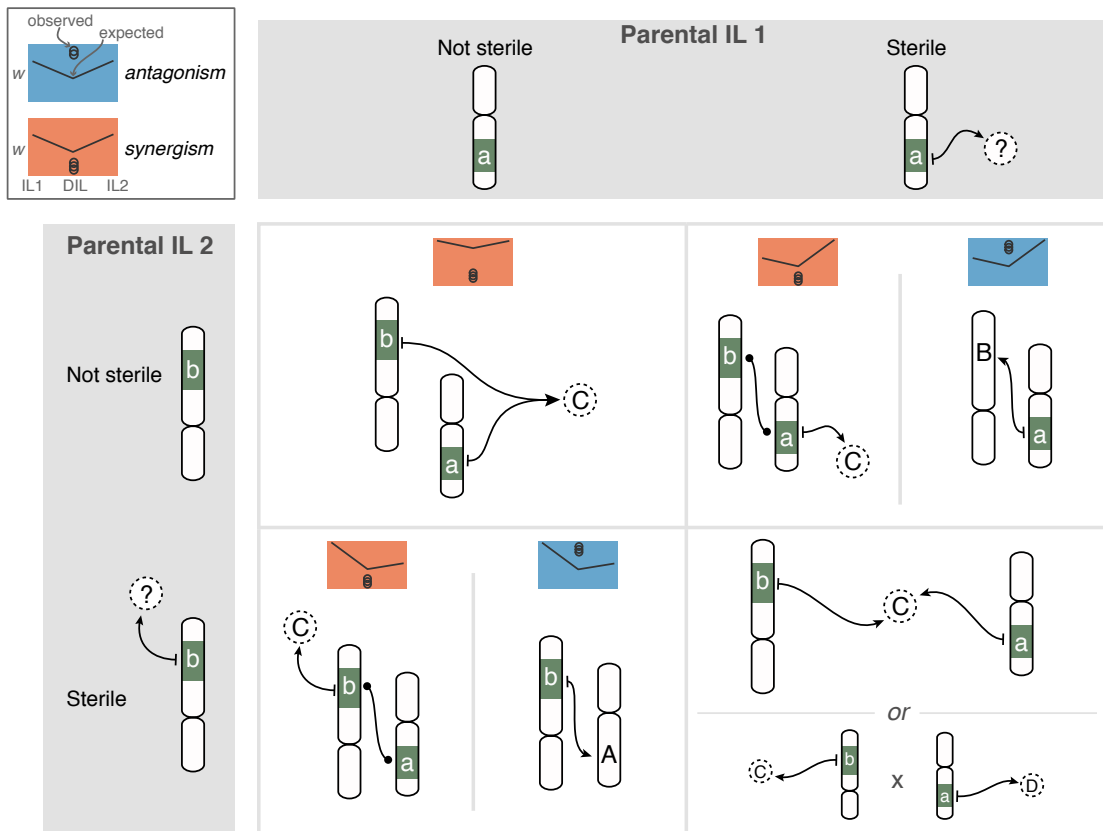 observed
expected
w
antagonism
w
synergism
IL1 DIL IL2
Parental IL 1
Not sterile
Sterile
a
a
?
Parental IL 2
Not sterile
b
?
b
Sterile
b
a
C
b
a
C
B
a
C
b
a
b
A
b
C
a
or
C
b
x
a
D